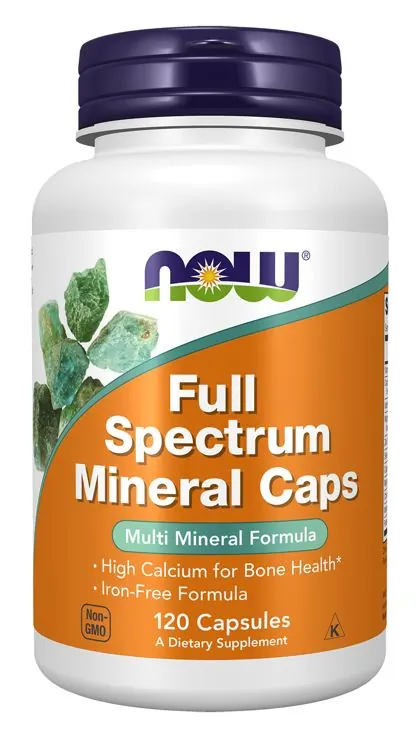 NOW®
Full
Spectrum
Mineral Caps
Multi Mineral Formula
• High Calcium for Bone Health*
• Iron-Free Formula
Non-
GMO
120 Capsules
A Dietary Supplement
K